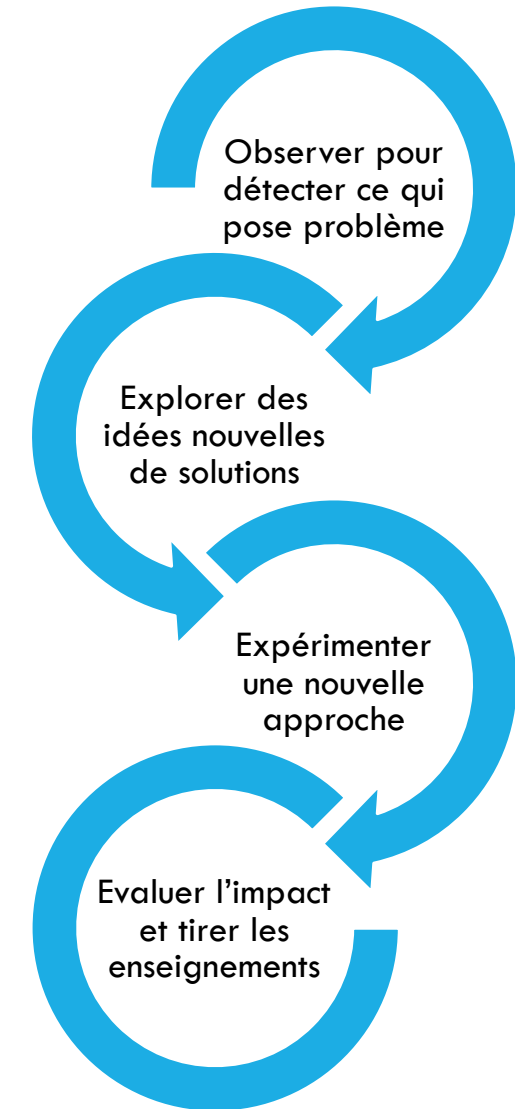 Observer pour
détecter ce qui
pose problème
Explorer des
idées nouvelles
de solutions
Expérimenter
une nouvelle
approche
Evaluer l’impact
et tirer les
enseignements